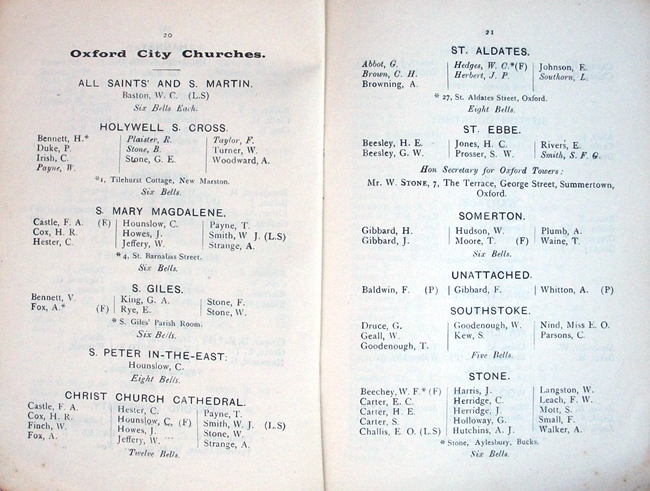 20
Oxford City Churches.
ALL SAINTS' AND S. MARTIN.
Baston, W. C. (L.S)
Six Bells Each.
HOLYWELL S. CROSS.
Bennett, H.* Plaister, R. Taylor, F.
Duke, P. Stone, B. Turner, W.
Irish, C. Stone, G. E. Woodward, A.
Payne, W.
*1, Tilehurst Cottage, New Marston.
Six Bells.
S. MARY MAGDALENE.
Castle, F. A. (F.) Hounslow, C. Payne, T.
Cox, H. R. Howes, J. Smith, W J. (L.S)
Hester, C. Jeffery, W. Strange, A.
* 4, St. Barnabas Street.
Six Bells.
S. GILES.
Bennett, V. King, G. A. Stone, F.
Fox, A.* (F) Rye, E. Stone, W.
* S. Giles' Parish Room.
Six Bells.
S. PETER IN-THE-EAST:
Hounslow, C.
Eight Bells.
CHRIST CHURCH CATHEDRAL.
Castle, F. A. Hester, C. Payne, T.
Cox, H. R. Hounslow, C. (F) Smith, W. J. (L.S)
Finch, W. Howes, J. Stone, W.
Fox, A. Jeffery, W. Strange, A.
Twelve Bells.
21
ST. ALDATES.
Abbot, G. Hedges, W. C.*(F) Johnson, E.
Brown, C. H. Herbert, J. P. Southorn, L.
Browning, A.
* 27, St. Aldates Street, Oxford.
Eight Bells.
ST. EBBE.
Beesley, H. E. Jones, H. C. Rivers, E.
Beesley, G. W. Prosser, S. W. Smith, S. F. G.
Hon Secretary for Oxford Towers:
Mr. W. STONE, 7, The Terrace, George Street, Summertown,
Oxford.
SOMERTON.
Gibbard, H. Hudson, W. Plumb, A.
Gibbard, J. Moore, T. (F) Waine, T.
Six Bells.
UNATTACHED.
Baldwin, F. (P) Gibbard, F. Whitton, A. (P)
SOUTHSTOKE.
Druce, G. Goodenough, W. Nind, Miss E. O.
Geall, W. Kew, S. Parsons, C.
Goodenough, T.
Five Bells.
STONE.
Beechey, W. F.* (F) Harris, J. Langston, W.
Carter, E. C. Herridge, C. Leach, F. W.
Carter, H. E. Herridge, J. Mott, S.
Carter, S. Holloway, G. Small, F.
Challis, E. O. (L.S) Hutchins, A. J. Walker, A.
* Stone, Aylesbury, Bucks.
Six Bells.